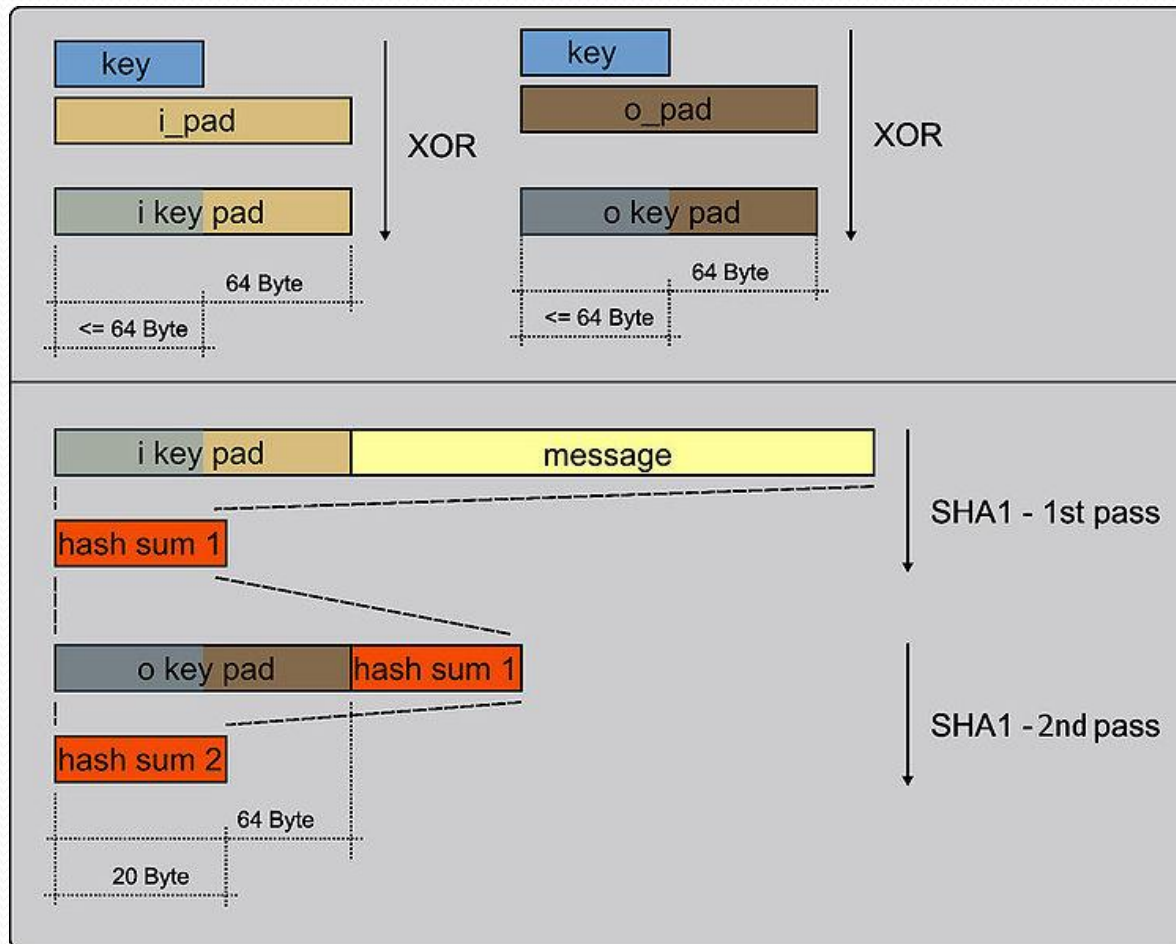 key
i_pad
XOR
i key pad
64 Byte
<= 64 Byte
key
o_pad
XOR
o key pad
64 Byte
<= 64 Byte
i key pad
message
SHA1 - 1st pass
hash sum 1
o key pad
hash sum 1
SHA1 - 2nd pass
hash sum 2
64 Byte
20 Byte